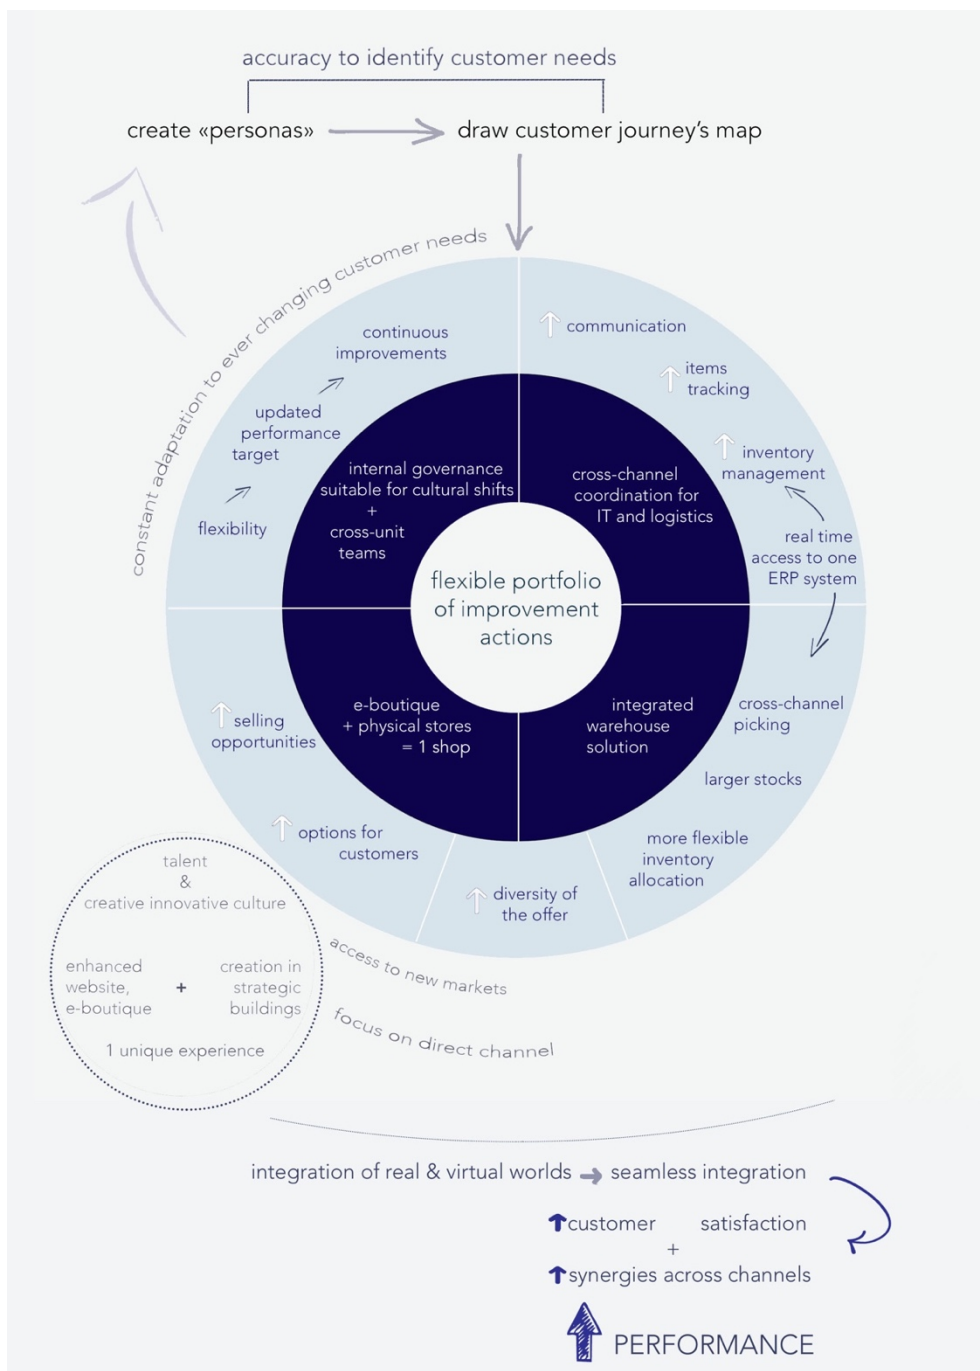 accuracy to identify customer needs
create «personas»
draw customer journey's map
constant adaptation to ever changing customer needs
continuous
improvements
updated
performance
target
flexibility
↑ communication
↑ items
tracking
↑ inventory
management
real time
access to one
ERP system
internal governance
suitable for cultural shifts
+
cross-unit
teams
cross-channel
coordination for
IT and logistics
flexible portfolio
of improvement
actions
e-boutique
+ physical stores
= 1 shop
integrated
warehouse
solution
↑ selling
opportunities
↑ options for
customers
↑ diversity of
the offer
cross-channel
picking
larger stocks
more flexible
inventory
allocation
talent
&
creative innovative culture
enhanced
website,
e-boutique
+
creation in
strategic
buildings
1 unique experience
access to new markets
focus on direct channel
integration of real & virtual worlds → seamless integration
↑ customer satisfaction
+
↑ synergies across channels
↑ PERFORMANCE